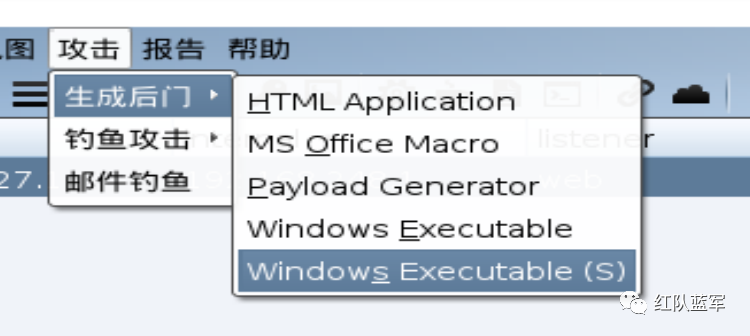 图 攻击 报告 帮助
生成后门
HTML Application
钓鱼攻击
MS Office Macro
listener
邮件钓鱼
Payload Generator
27.
web
Windows Executable
Windows Executable (S)
红队蓝军